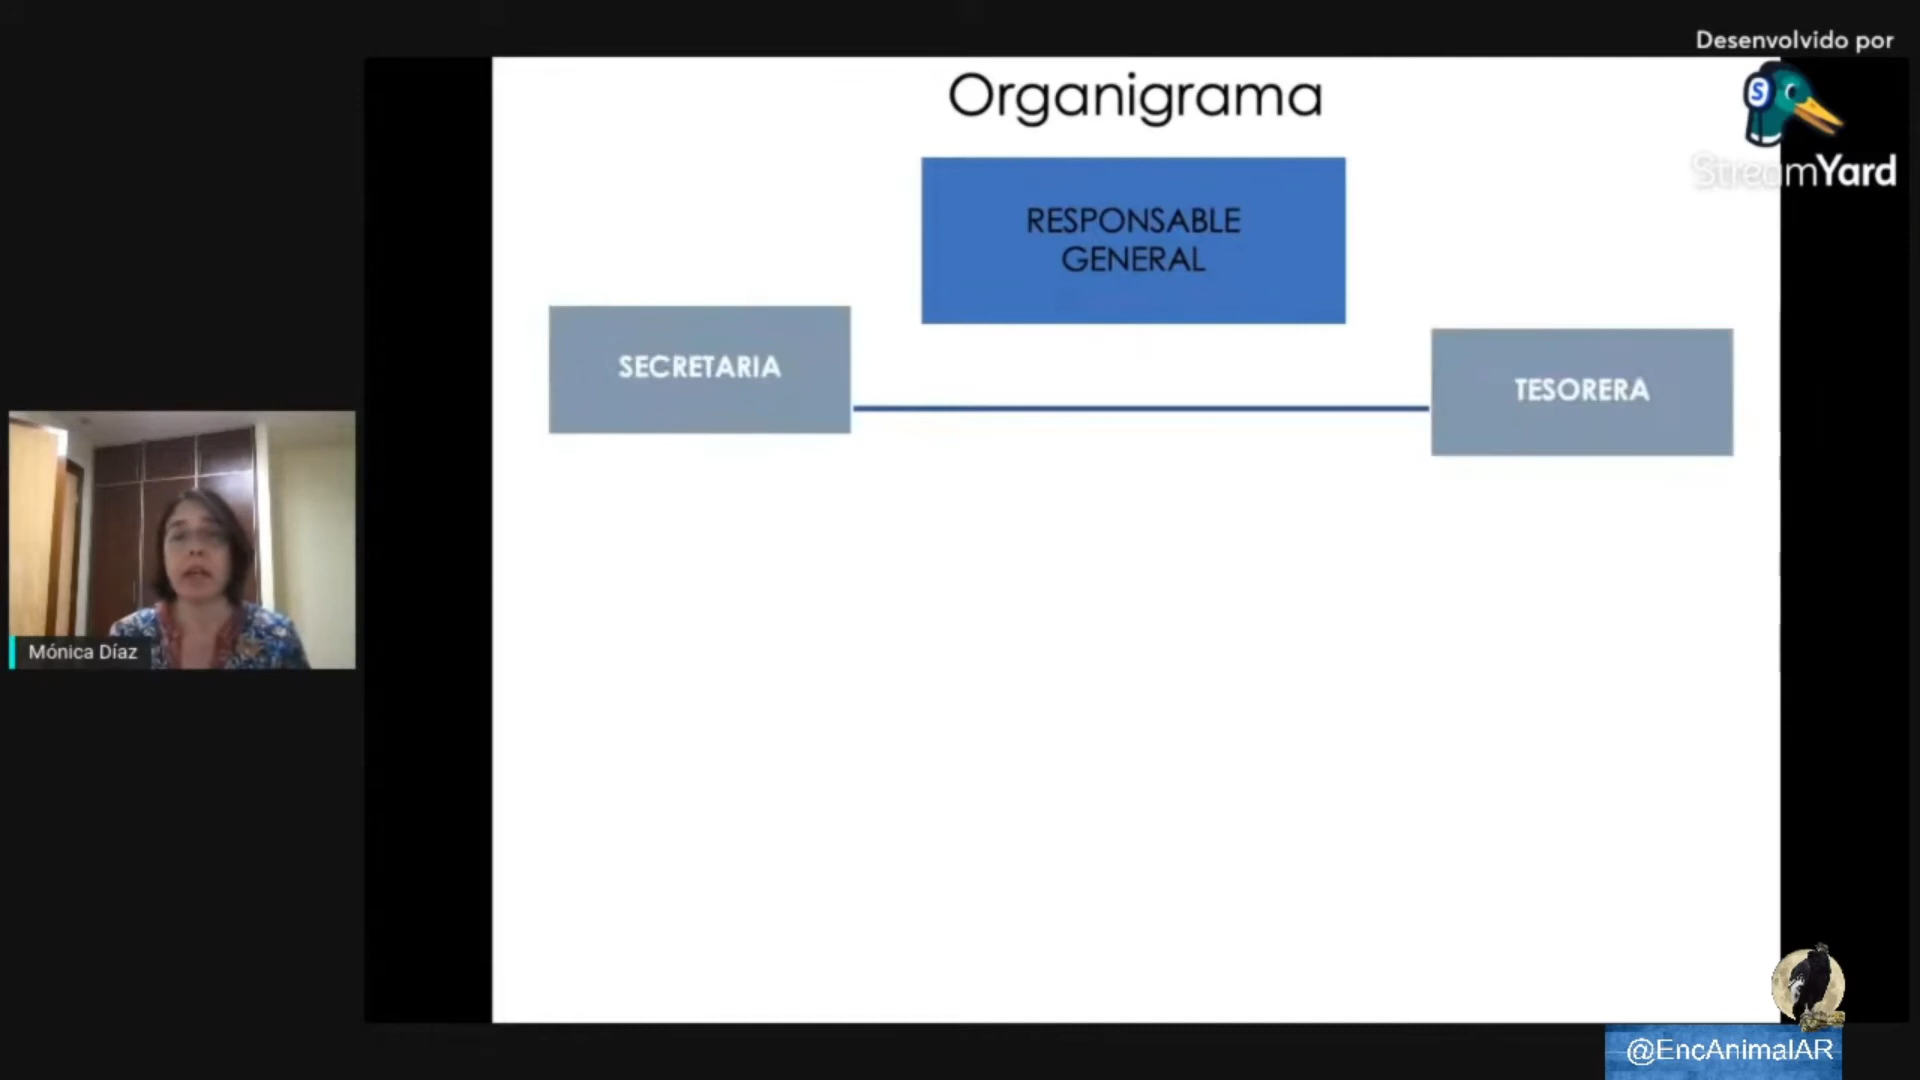 Desenvolvido por
StreamYard
Organigrama
RESPONSABLE
GENERAL
SECRETARIA
TESORERA
Mónica Díaz
@EncAnimalAR